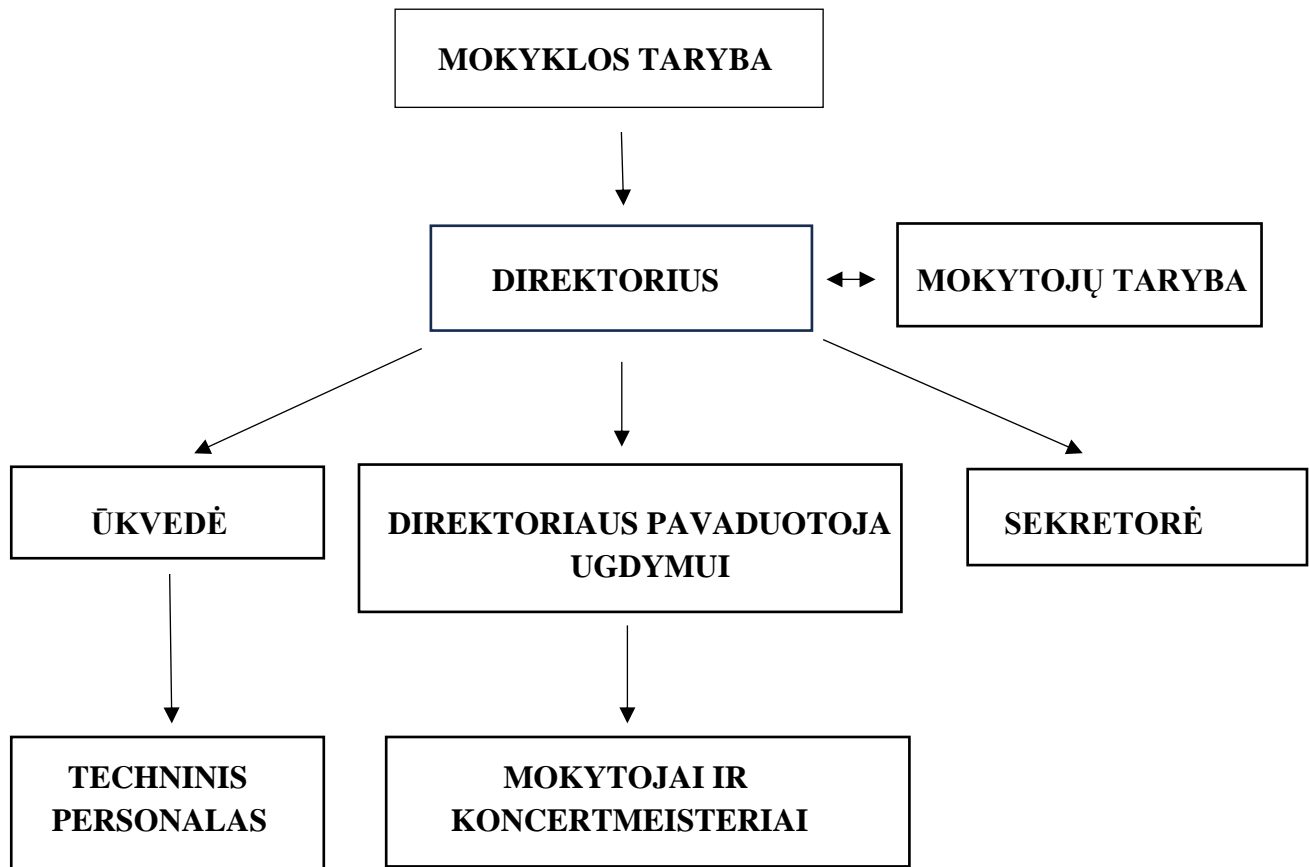 MOKYKLOS TARYBA
DIREKTORIUS
MOKYTOJŲ TARYBA
ŪKVEDĖ
DIREKTORIAUS PAVADUOTOJA
UGDYMUI
SEKRETORĖ
TECHNINIS
PERSONALAS
MOKYTOJAI IR
KONCERTMEISTERIAI